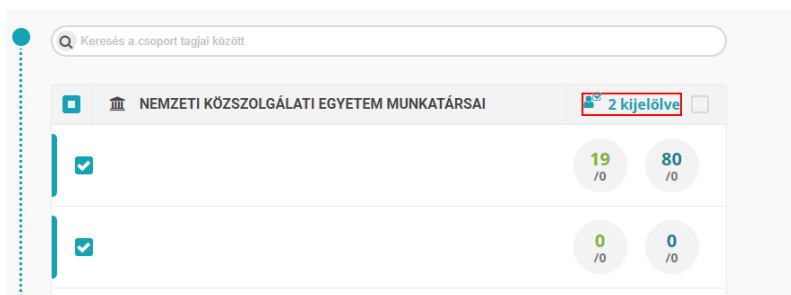 Keresés a csoport tagjai között
NEMZETI KÖZSZOLGÁLATI EGYETEM MUNKATÁRSAI 2 kijelölve
19 80
/0 /0
0 0
/0 /0